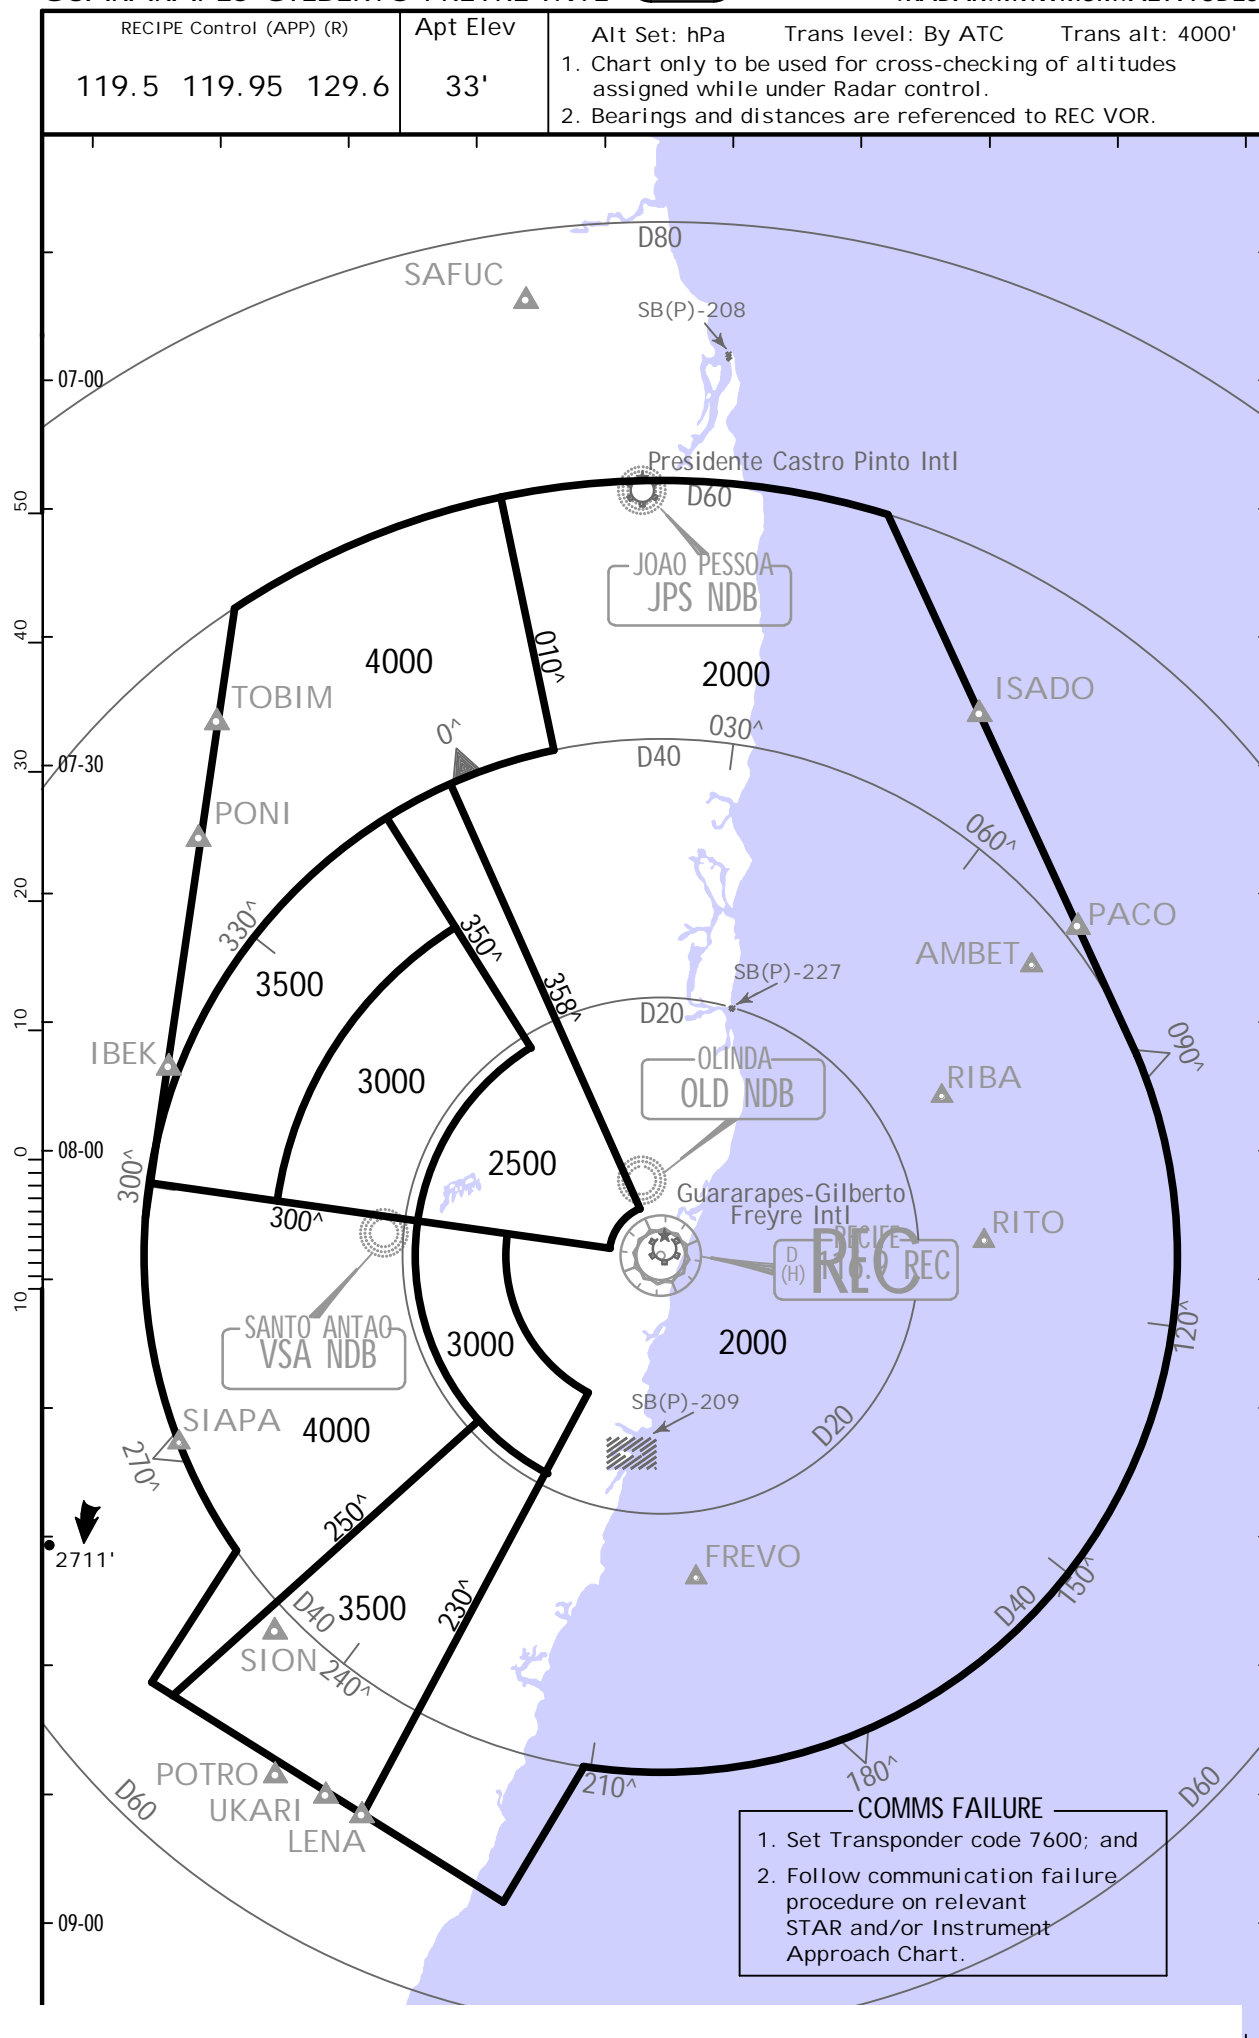 RECIPE Control (APP) (R)
119.5 119.95 129.6
Apt Elev
33'
Alt Set: hPa Trans level: By ATC Trans alt: 4000'
1. Chart only to be used for cross-checking of altitudes
assigned while under Radar control.
2. Bearings and distances are referenced to REC VOR.
D80
SAFUC
SB(P)-208
07-00
Presidente Castro Pinto Intl
D60
50
JOAO PESSOA
JPS NDB
40
010^
4000
2000
TOBIM
ISADO
030^
0^
D40
30
07-30
PONI
060^
20
330^
350^
PACO
AMBET
3500
358^
SB(P)-227
D20
10
090^
IBEK
OLINDA
OLD NDB
RIBA
3000
0
08-00
300^
2500
300^
Guararapes-Gilberto
Freyre Intl
RITO
RECIFE
D
(H)
116.9 REC
REC
10
SANTO ANTAO
VSA NDB
3000
2000
120^
SB(P)-209
SIAPA
4000
D20
270^
250^
2711'
FREVO
150^
D40
3500
230^
D40
SION
240^
POTRO
210^
180^
D60
UKARI
D60
LENA
COMMS FAILURE
1. Set Transponder code 7600; and
2. Follow communication failure
procedure on relevant
STAR and/or Instrument
Approach Chart.
09-00